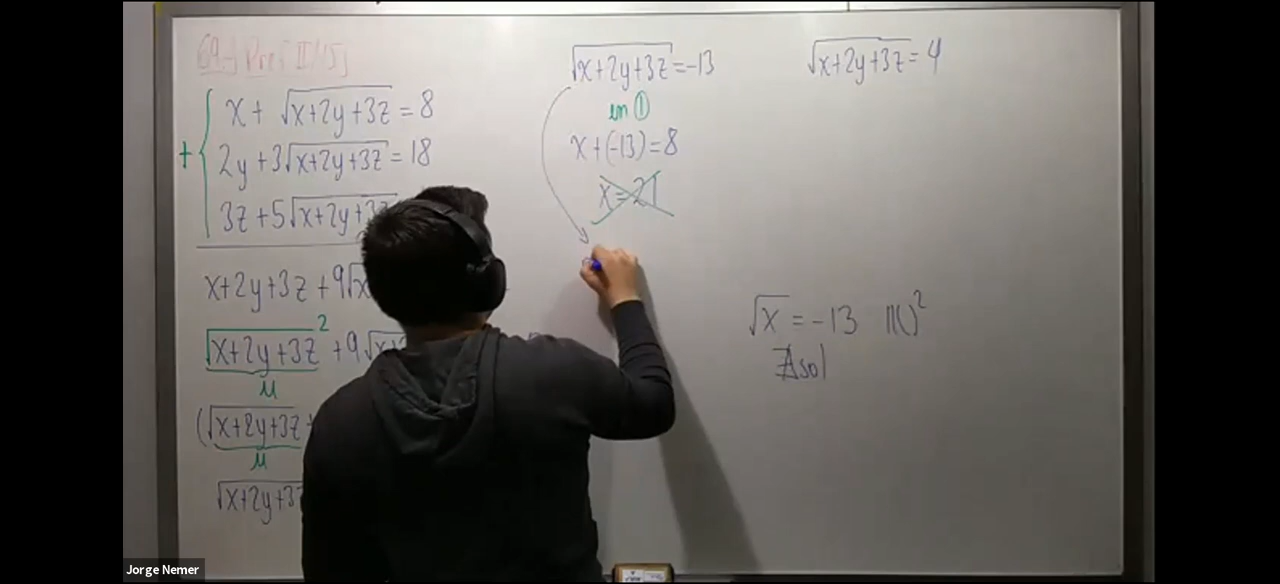 69.-) Pref II/15]
+ { x + √(x+2y+3z) = 8
2y + 3√(x+2y+3z) = 18
3z + 5√(x+2y+3z)
x+2y+3z + 9√x
√(x+2y+3z)² + 9√x
μ
(√(x+2y+3z)
μ
√(x+2y+3z)
√(x+2y+3z) = -13
en ①
x + (-13) = 8
x = 21
√(x+2y+3z) = 4
√x = -13 //()²
∄ sol
Jorge Nemer